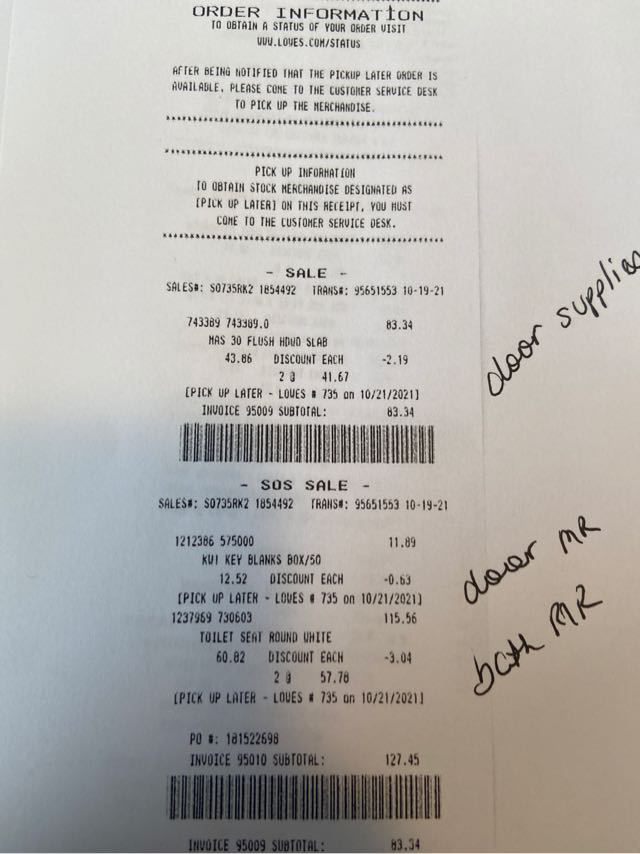 ORDER INFORMATION
TO OBTAIN A STATUS OF YOUR ORDER VISIT
WWW.LOWES.COM/STATUS
AFTER BEING NOTIFIED THAT THE PICKUP LATER ORDER IS
AVAILABLE, PLEASE COME TO THE CUSTOMER SERVICE DESK
TO PICK UP THE MERCHANDISE.
PICK UP INFORMATION
TO OBTAIN STOCK MERCHANDISE DESIGNATED AS
[PICK UP LATER] ON THIS RECEIPT, YOU MUST
COME TO THE CUSTOMER SERVICE DESK.
- SALE -
SALES#: S0735RK2 1854492 TRANS#: 95651553 10-19-21
743389 743389.0 83.34
MAS 30 FLUSH HDWD SLAB
43.86 DISCOUNT EACH -2.19
2 @ 41.67
[PICK UP LATER - LOWES # 735 on 10/21/2021]
INVOICE 95009 SUBTOTAL: 83.34
door supplies
- SOS SALE -
SALES#: S0735RK2 1854492 TRANS#: 95651553 10-19-21
1212386 575000 11.89
KW1 KEY BLANKS BOX/50
12.52 DISCOUNT EACH -0.63
[PICK UP LATER - LOWES # 735 on 10/21/2021]
door MR
1237969 730603 115.56
TOILET SEAT ROUND WHITE
60.82 DISCOUNT EACH -3.04
2 @ 57.78
[PICK UP LATER - LOWES # 735 on 10/21/2021]
bath MR
PO #: 181522698
INVOICE 95010 SUBTOTAL: 127.45
INVOICE 95009 SUBTOTAL: 83.34